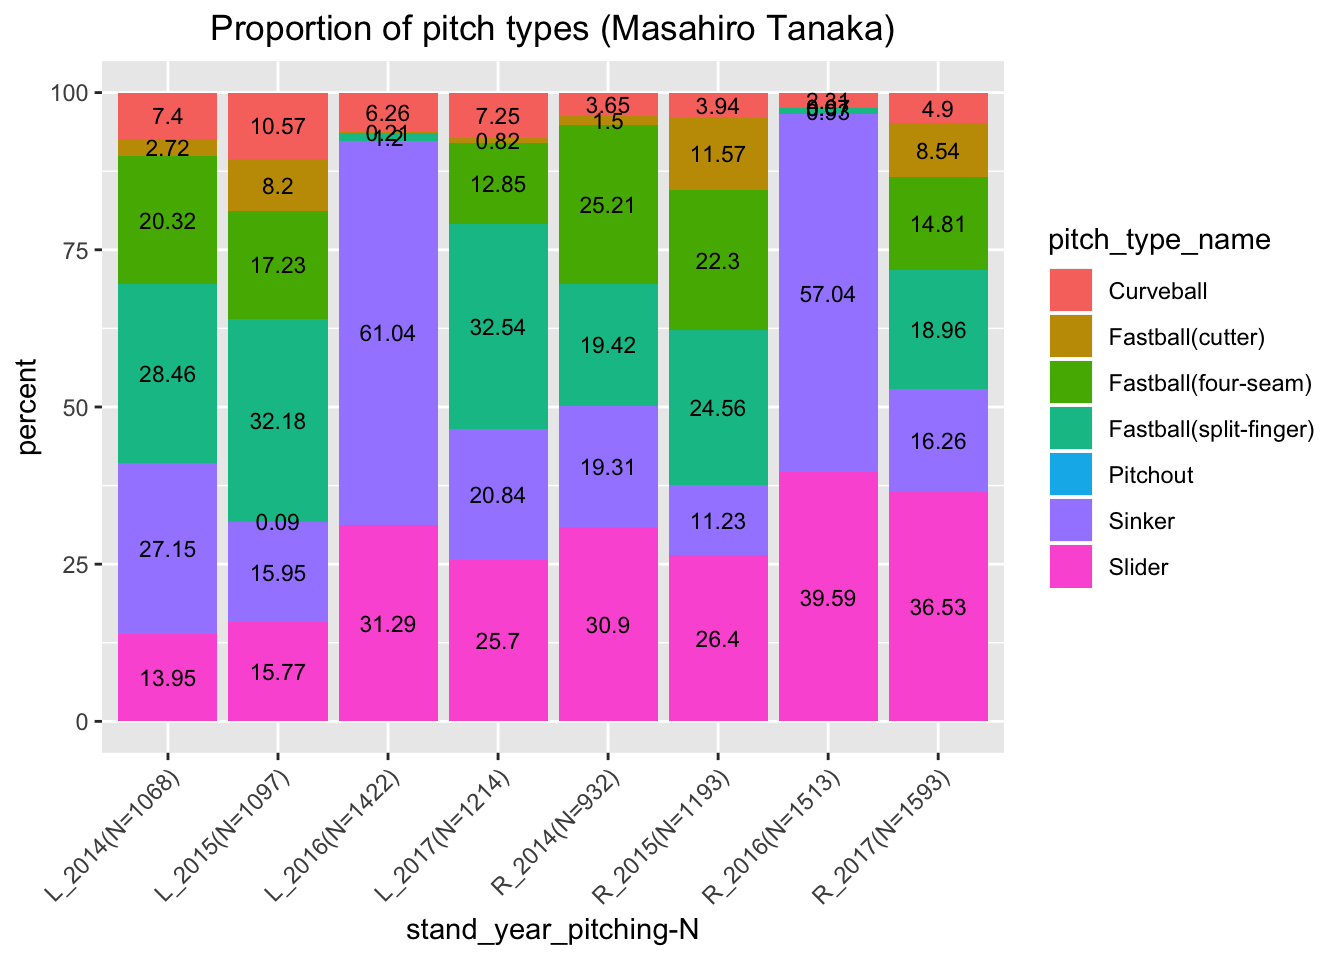 Proportion of pitch types (Masahiro Tanaka)
percent
100
75
50
25
0
7.4
2.72
20.32
28.46
27.15
13.95
10.57
8.2
17.23
32.18
0.09
15.95
15.77
6.26
0.21
1.2
61.04
31.29
7.25
0.82
12.85
32.54
20.84
25.7
3.65
1.5
25.21
19.42
19.31
30.9
3.94
11.57
22.3
24.56
11.23
26.4
0.93
57.04
39.59
4.9
8.54
14.81
18.96
16.26
36.53
L_2014(N=1068)
L_2015(N=1097)
L_2016(N=1422)
L_2017(N=1214)
R_2014(N=932)
R_2015(N=1193)
R_2016(N=1513)
R_2017(N=1593)
stand_year_pitching-N
pitch_type_name
Curveball
Fastball(cutter)
Fastball(four-seam)
Fastball(split-finger)
Pitchout
Sinker
Slider